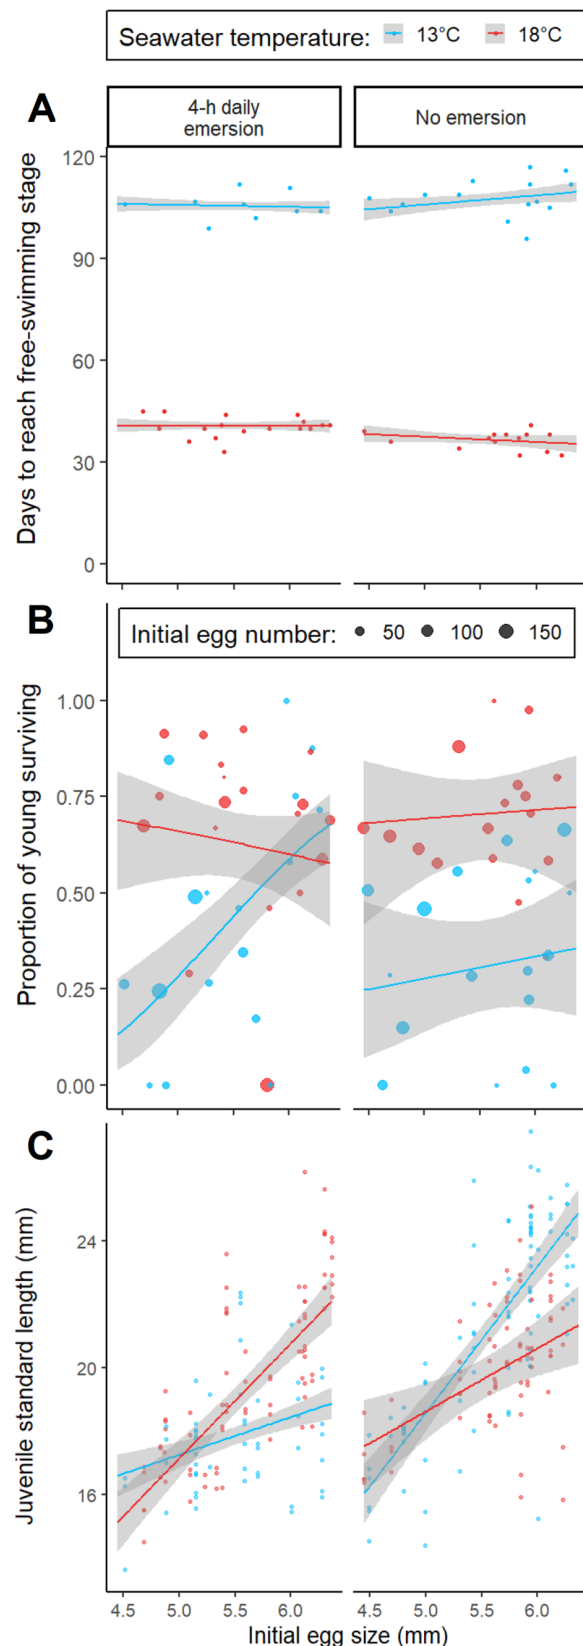 Seawater temperature: 13°C 18°C
A
4-h daily
emersion
No emersion
Days to reach free-swimming stage
120
90
60
30
0
B
Initial egg number: 50 100 150
Proportion of young surviving
1.00
0.75
0.50
0.25
0.00
C
Juvenile standard length (mm)
24
20
16
4.5 5.0 5.5 6.0 4.5 5.0 5.5 6.0
Initial egg size (mm)